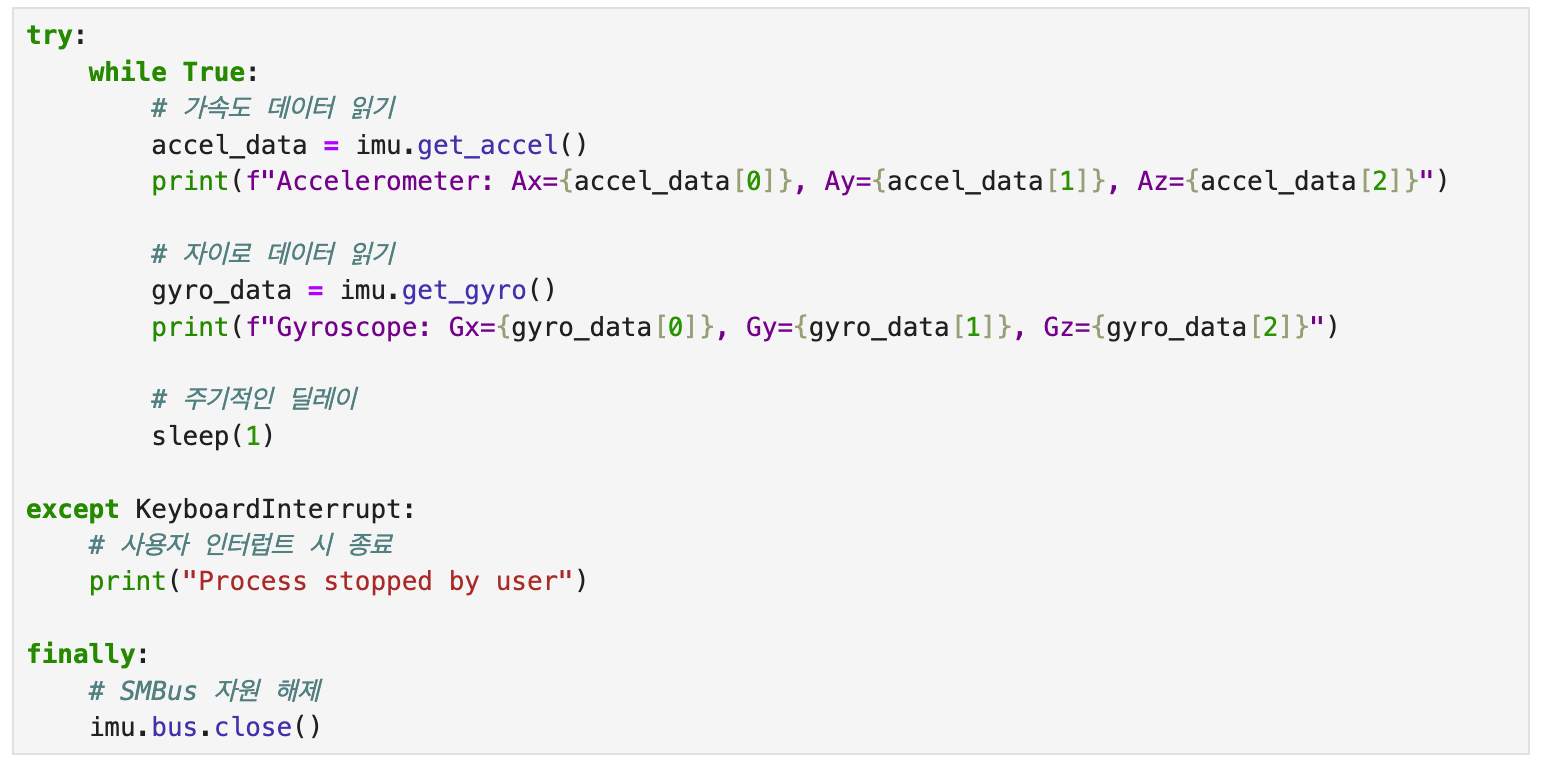 try:
    while True:
        # 가속도 데이터 읽기
        accel_data = imu.get_accel()
        print(f"Accelerometer: Ax={accel_data[0]}, Ay={accel_data[1]}, Az={accel_data[2]}")

        # 자이로 데이터 읽기
        gyro_data = imu.get_gyro()
        print(f"Gyroscope: Gx={gyro_data[0]}, Gy={gyro_data[1]}, Gz={gyro_data[2]}")

        # 주기적인 딜레이
        sleep(1)

except KeyboardInterrupt:
    # 사용자 인터럽트 시 종료
    print("Process stopped by user")

finally:
    # SMBus 자원 해제
    imu.bus.close()